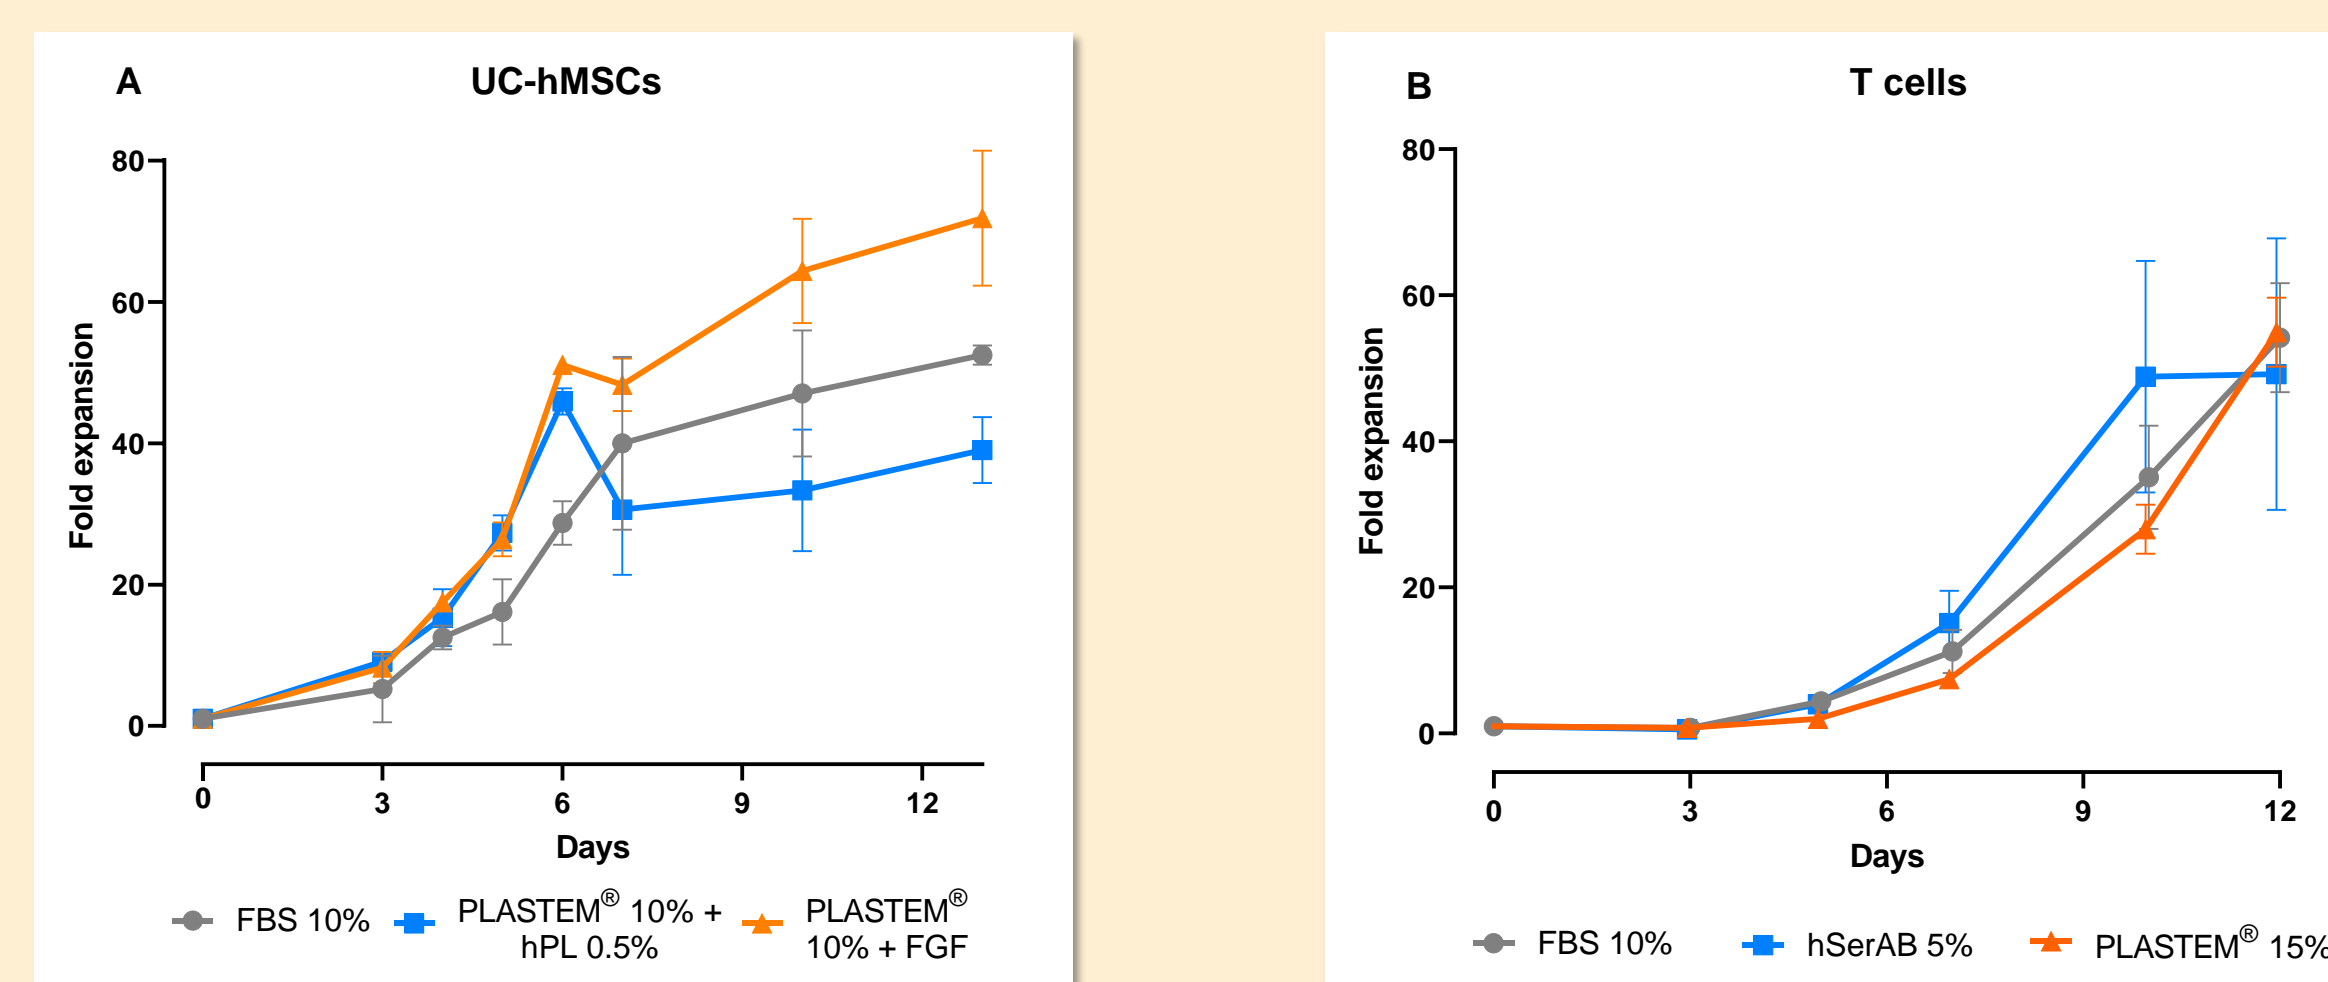 A
UC-hMSCs
80
60
40
20
0
Fold expansion
0 3 6 9 12
Days
FBS 10%
PLASTEM® 10% +
hPL 0.5%
PLASTEM®
10% + FGF
B
T cells
80
60
40
20
0
Fold expansion
0 3 6 9 12
Days
FBS 10%
hSerAB 5%
PLASTEM® 15%